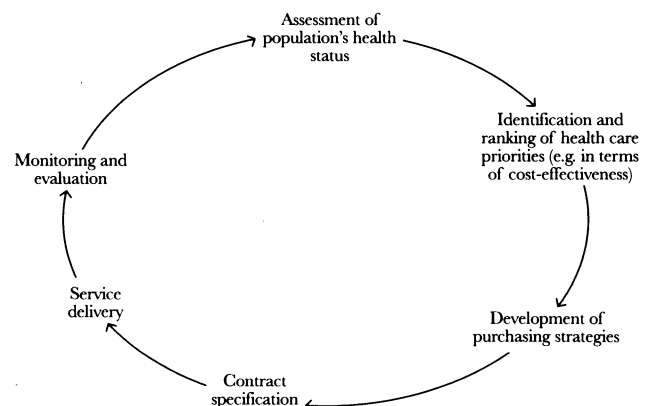 Assessment of
population's health
status
Identification and
ranking of health care
priorities (e.g. in terms
of cost-effectiveness)
Development of
purchasing strategies
Contract
specification
Service
delivery
Monitoring and
evaluation